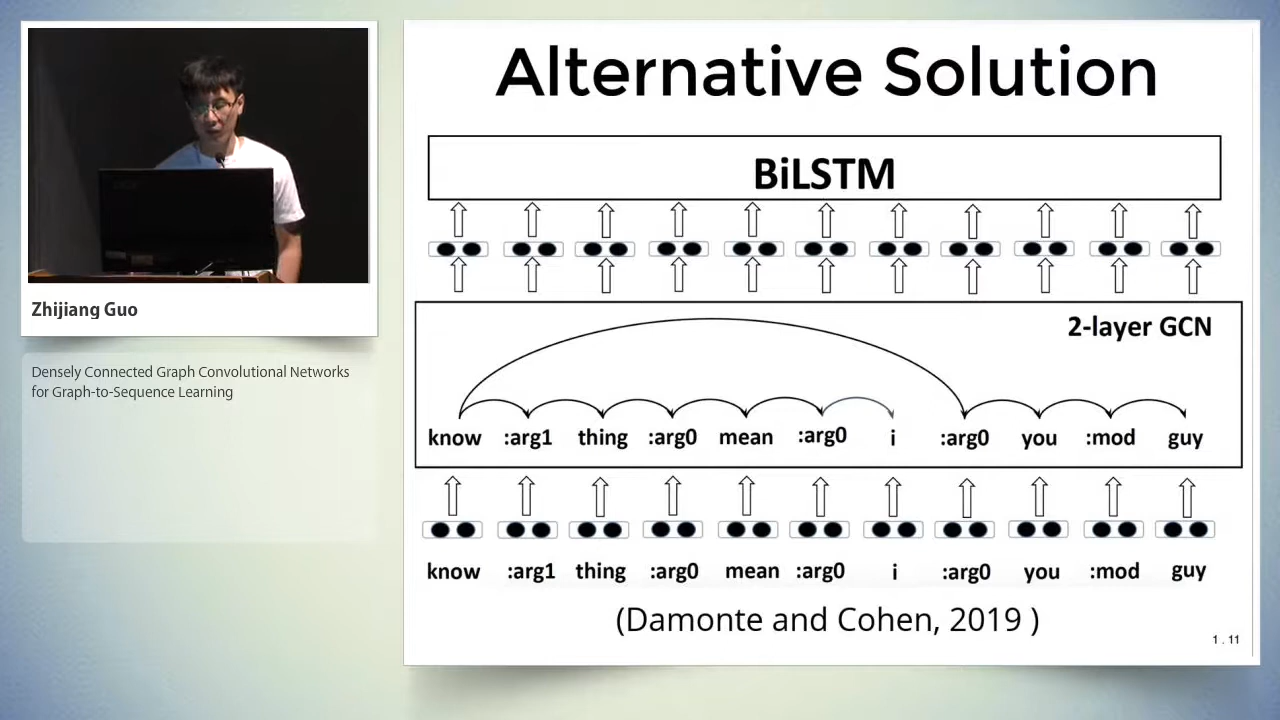 Alternative Solution
BiLSTM
2-layer GCN
know :arg1 thing :arg0 mean :arg0 i :arg0 you :mod guy
know :arg1 thing :arg0 mean :arg0 i :arg0 you :mod guy
(Damonte and Cohen, 2019 )
1 . 11
Zhijiang Guo
Densely Connected Graph Convolutional Networks
for Graph-to-Sequence Learning